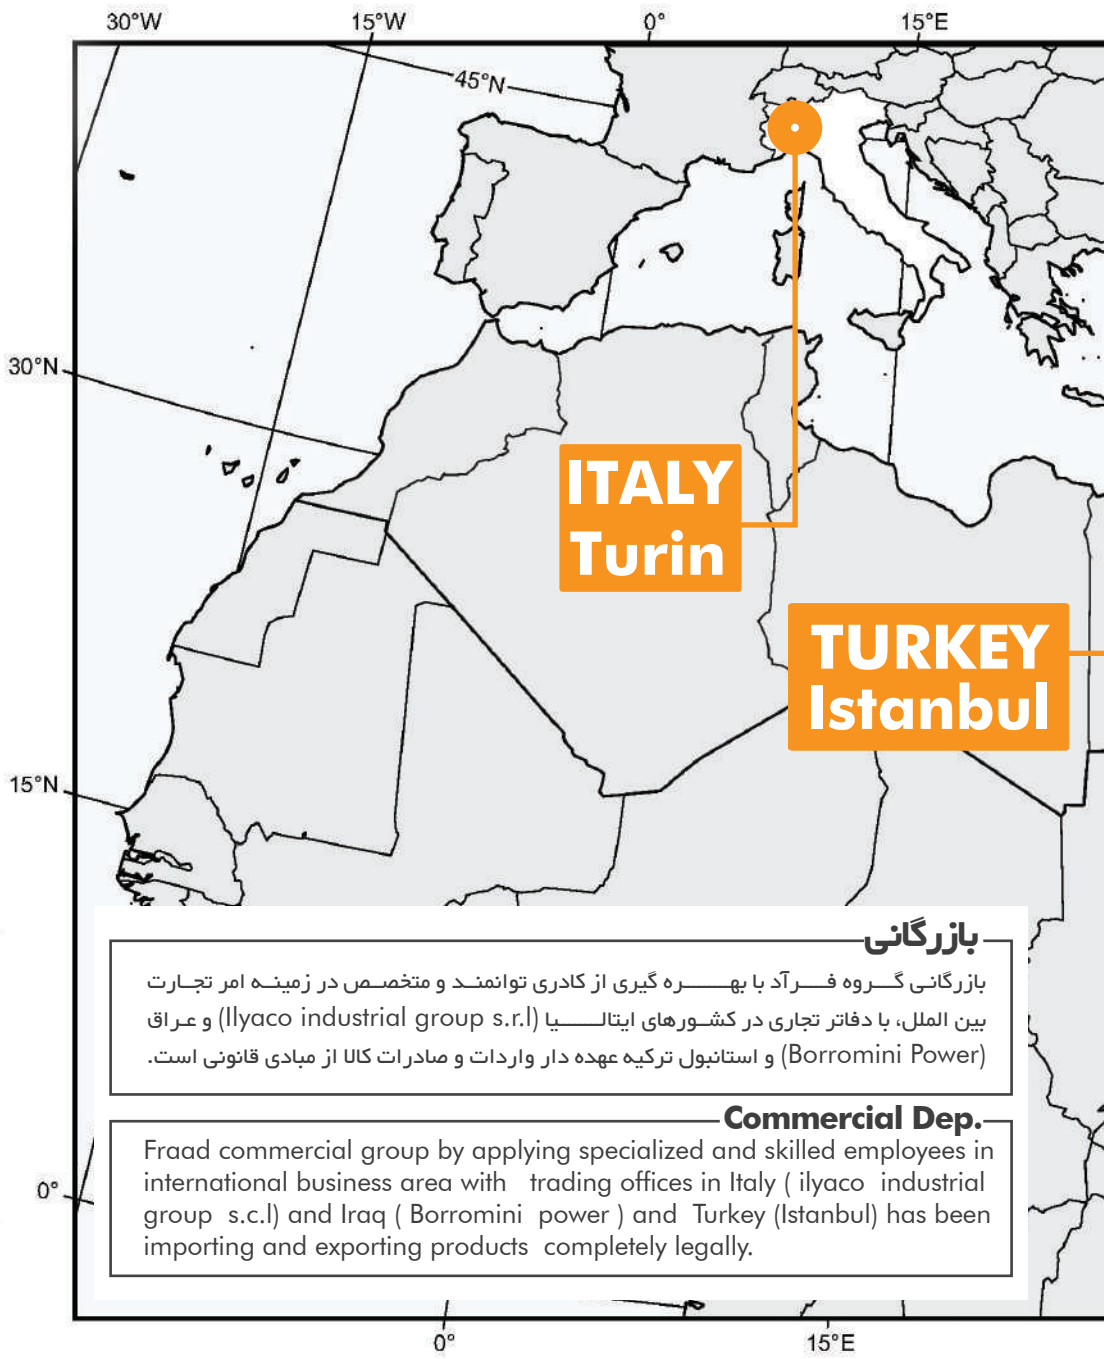 30°W 15°W 0° 15°E
45°N
30°N
ITALY
Turin
TURKEY
Istanbul
15°N
بازرگانی
بازرگانی گـــروه فـــرآد با بهـــــره گیری از کادری توانمنـد و متخصـص در زمینـه امر تجـارت
بین الملل، با دفاتر تجاری در کشـورهای ایتالـــــیا (Ilyaco industrial group s.r.l) و عـراق
(Borromini Power) و استانبول ترکیه عهده دار واردات و صادرات کالا از مبادی قانونی است.
Commercial Dep.
Fraad commercial group by applying specialized and skilled employees in
international business area with trading offices in Italy ( ilyaco industrial
group s.c.l) and Iraq ( Borromini power ) and Turkey (Istanbul) has been
importing and exporting products completely legally.
0°
0° 15°E